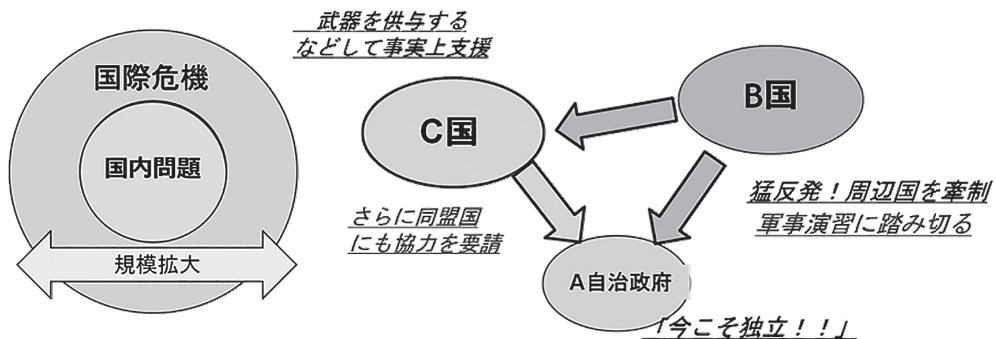 国際危機
国内問題
規模拡大
武器を供与する
などして事実上支援
C国
B国
さらに同盟国
にも協力を要請
猛反発！周辺国を牽制
軍事演習に踏み切る
A自治政府
「今こそ独立！！」